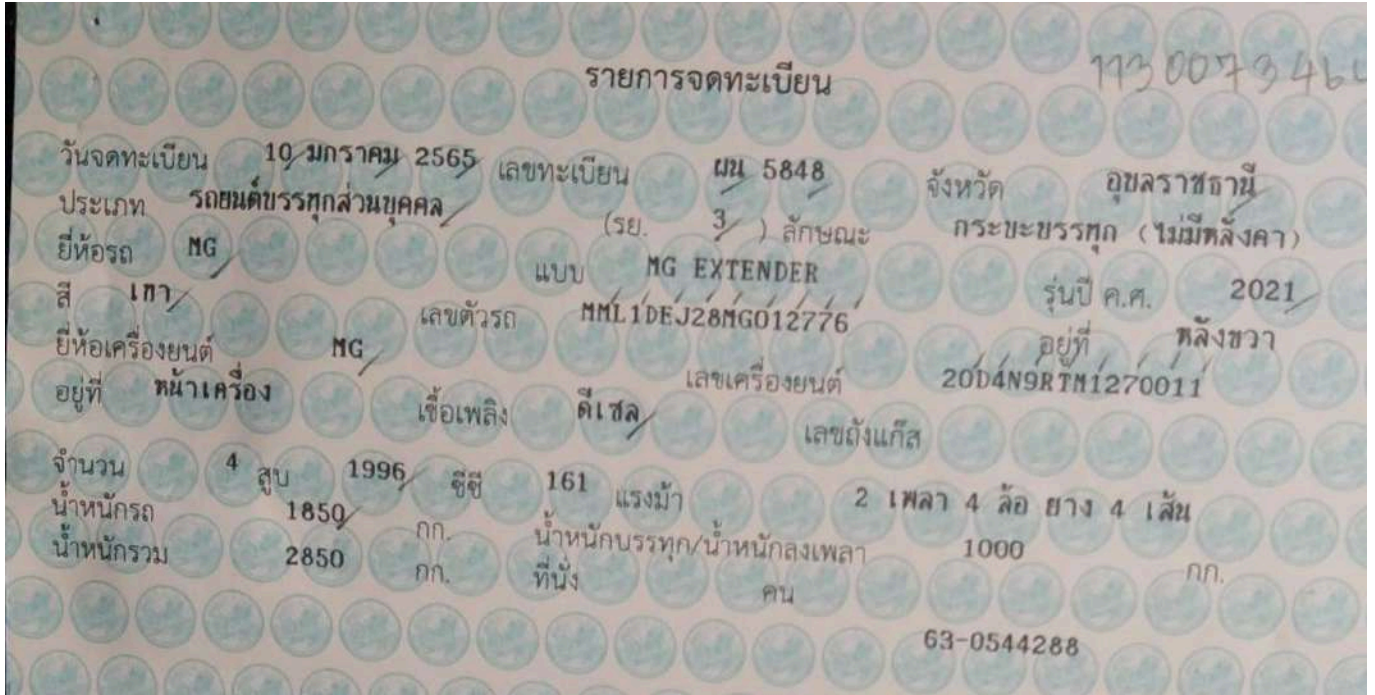 รายการจดทะเบียน
วันจดทะเบียน 10 มกราคม 2565 เลขทะเบียน ผน 5848 จังหวัด อุบลราชธานี
ประเภท รถยนต์บรรทุกส่วนบุคคล (รย. 3 ) ลักษณะ กระบะบรรทุก (ไม่มีหลังคา)
ยี่ห้อรถ MG แบบ MG EXTENDER รุ่นปี ค.ศ. 2021
สี เทา เลขตัวรถ MML1DEJ28MG012776 อยู่ที่ หลังขวา
ยี่ห้อเครื่องยนต์ MG เลขเครื่องยนต์ 20D4N9RTM1270011
อยู่ที่ หน้าเครื่อง เชื้อเพลิง ดีเซล เลขถังแก๊ส
จำนวน 4 สูบ 1996 ซีซี 161 แรงม้า 2 เพลา 4 ล้อ ยาง 4 เส้น
น้ำหนักรถ 1850 กก. น้ำหนักบรรทุก/น้ำหนักลงเพลา 1000 กก.
น้ำหนักรวม 2850 กก. ที่นั่ง คน
63-0544288